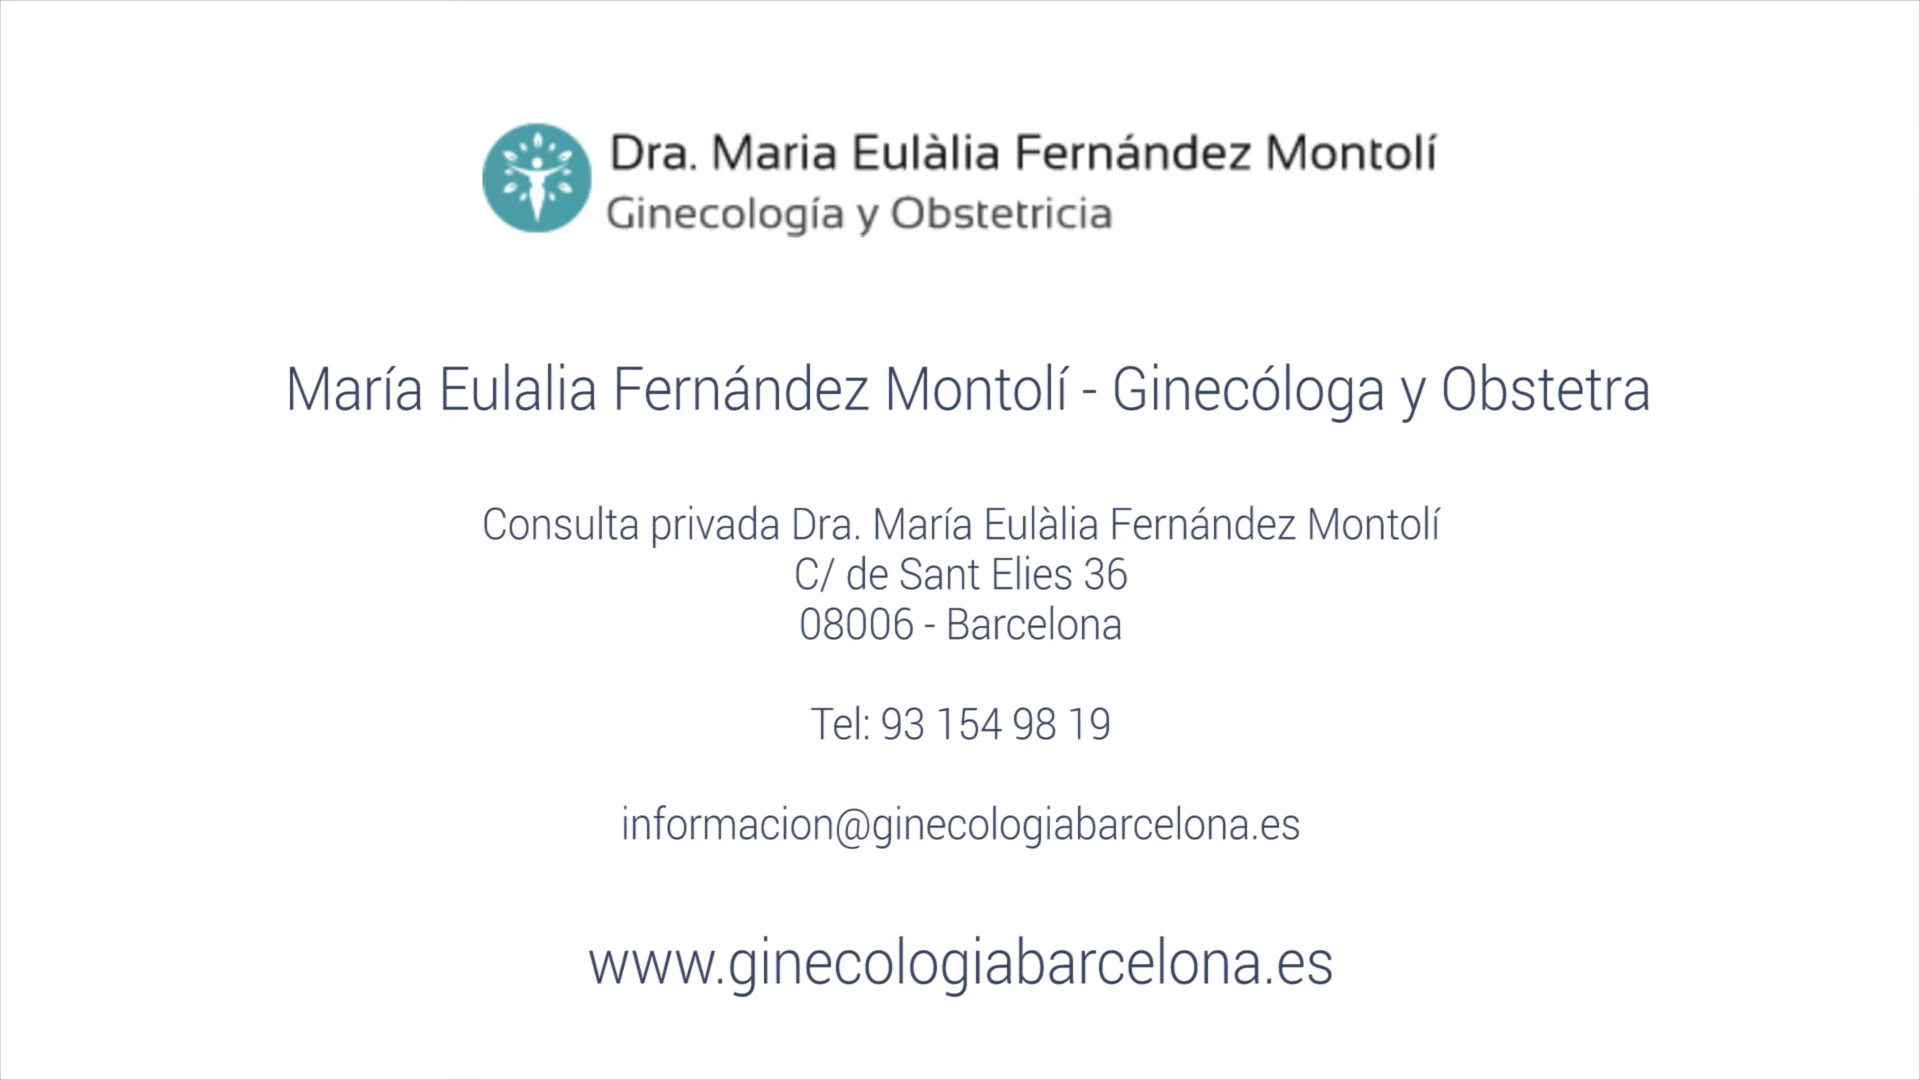 Dra. Maria Eulàlia Fernández Montolí
Ginecología y Obstetricia
María Eulalia Fernández Montolí - Ginecóloga y Obstetra
Consulta privada Dra. María Eulàlia Fernández Montolí
C/ de Sant Elies 36
08006 - Barcelona
Tel: 93 154 98 19
informacion@ginecologiabarcelona.es
www.ginecologiabarcelona.es